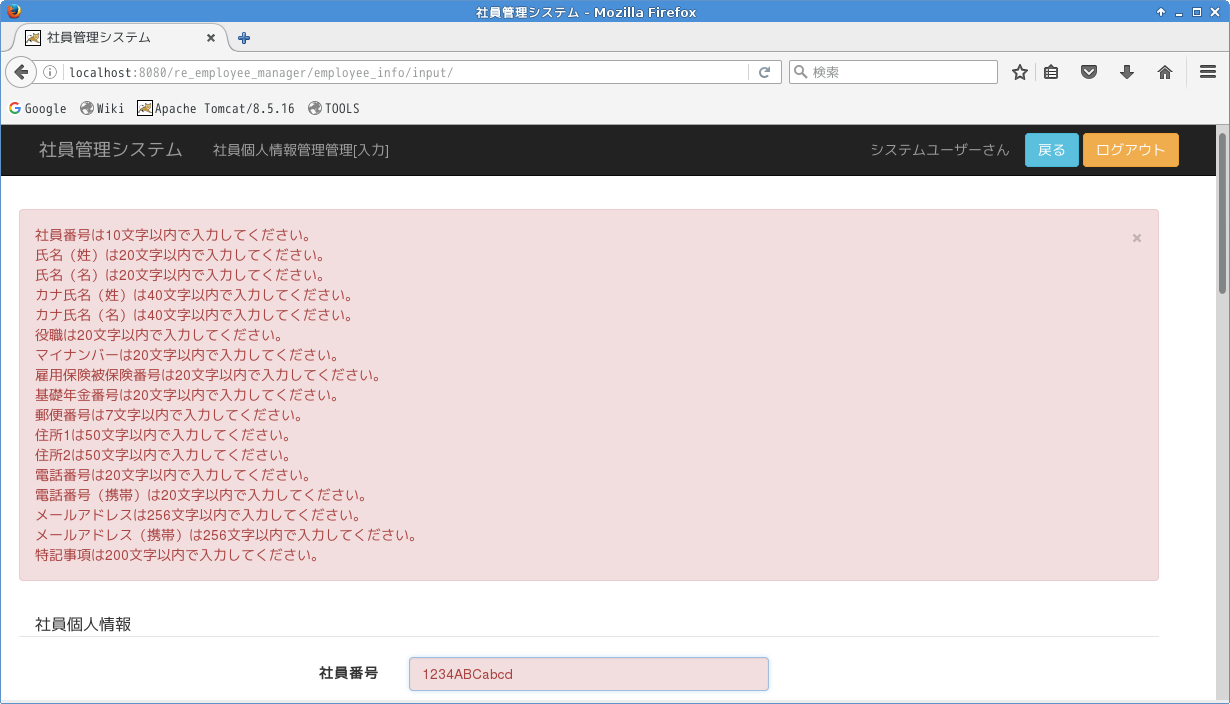 社員管理システム - Mozilla Firefox
社員管理システム
localhost:8080/re_employee_manager/employee_info/input/
検索
Google Wiki Apache Tomcat/8.5.16 TOOLS
社員管理システム 社員個人情報管理管理[入力] システムユーザーさん 戻る ログアウト
社員番号は10文字以内で入力してください。
氏名（姓）は20文字以内で入力してください。
氏名（名）は20文字以内で入力してください。
カナ氏名（姓）は40文字以内で入力してください。
カナ氏名（名）は40文字以内で入力してください。
役職は20文字以内で入力してください。
マイナンバーは20文字以内で入力してください。
雇用保険被保険番号は20文字以内で入力してください。
基礎年金番号は20文字以内で入力してください。
郵便番号は7文字以内で入力してください。
住所1は50文字以内で入力してください。
住所2は50文字以内で入力してください。
電話番号は20文字以内で入力してください。
電話番号（携帯）は20文字以内で入力してください。
メールアドレスは256文字以内で入力してください。
メールアドレス（携帯）は256文字以内で入力してください。
特記事項は200文字以内で入力してください。
社員個人情報
社員番号 1234ABCabcd